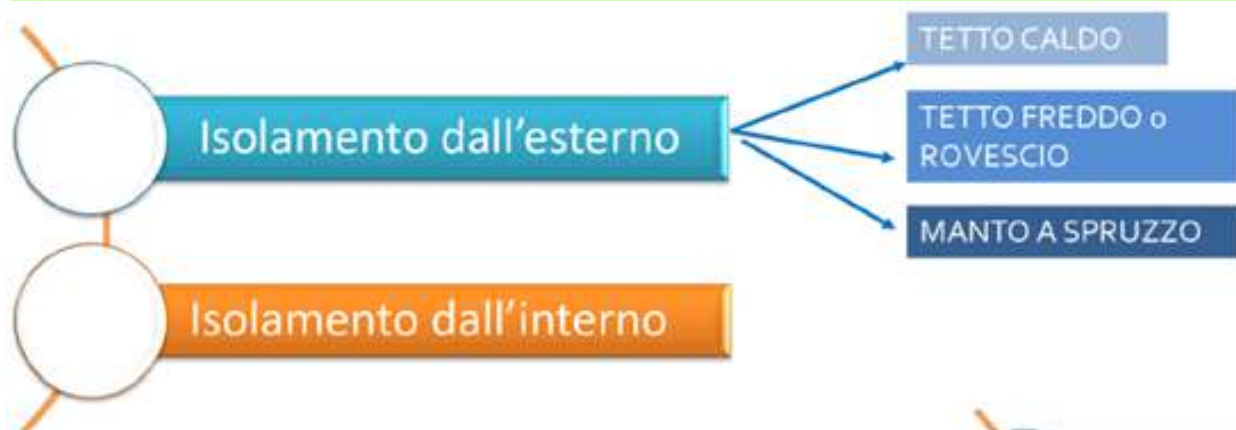 TETTO CALDO
Isolamento dall'esterno
TETTO FREDDO o
ROVESCIO
MANTO A SPRUZZO
Isolamento dall'interno